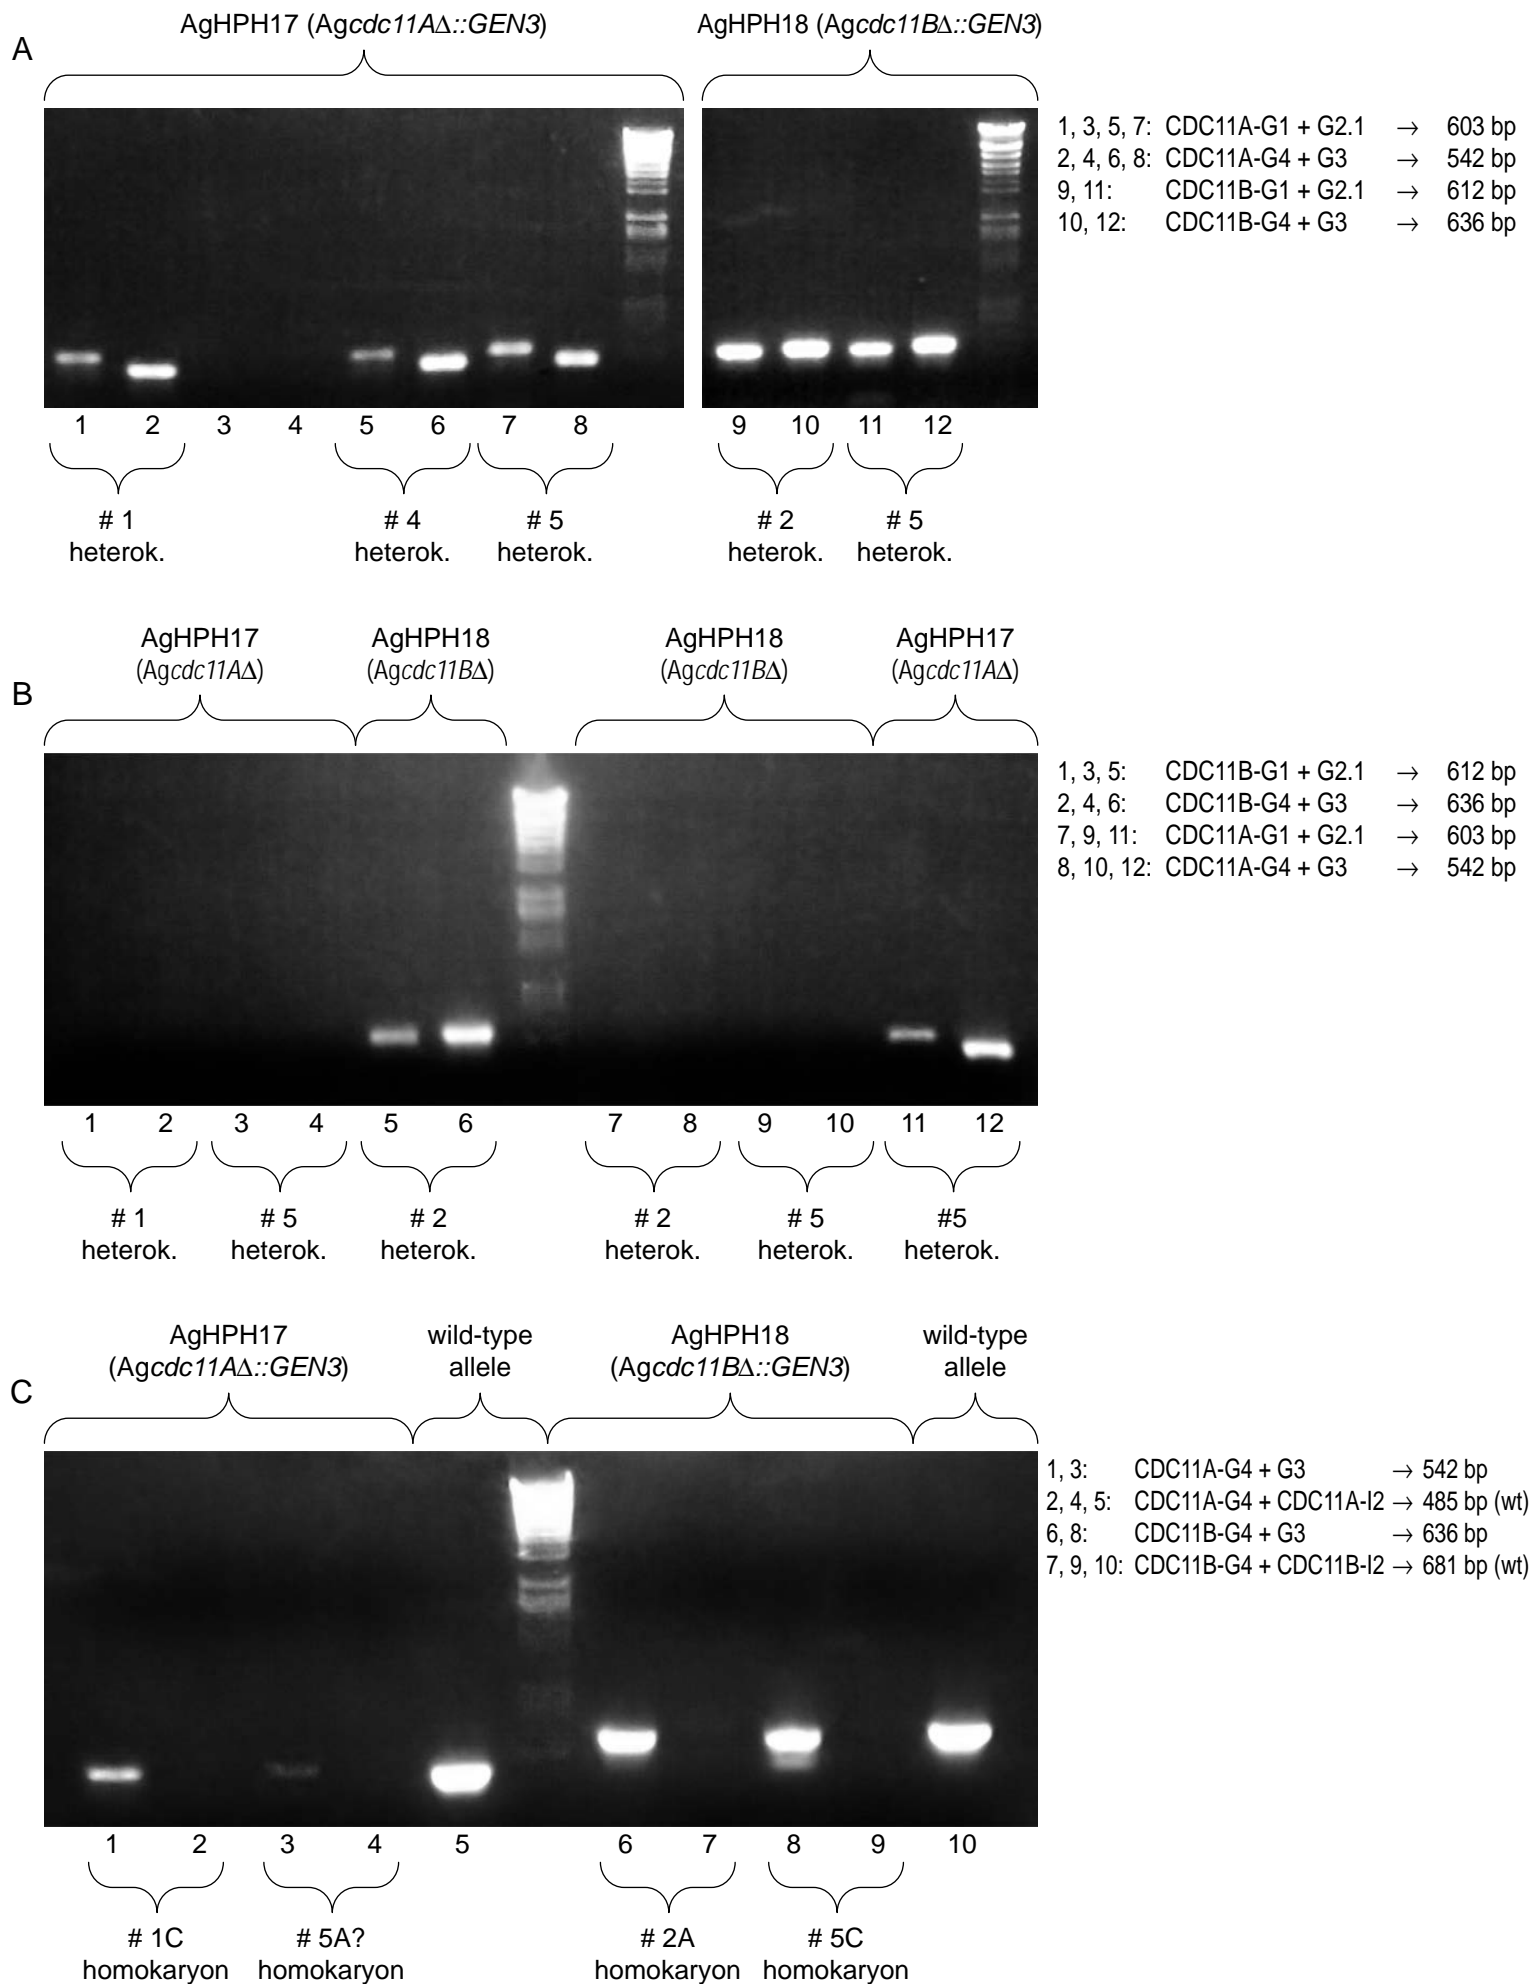 A
AgHPH17 (Agcdc11AΔ::GEN3)
AgHPH18 (Agcdc11BΔ::GEN3)
1, 3, 5, 7: CDC11A-G1 + G2.1 → 603 bp
2, 4, 6, 8: CDC11A-G4 + G3 → 542 bp
9, 11: CDC11B-G1 + G2.1 → 612 bp
10, 12: CDC11B-G4 + G3 → 636 bp
1 2 3 4 5 6 7 8 9 10 11 12
# 1 # 4 # 5 # 2 # 5
heterok. heterok. heterok. heterok. heterok.
B
AgHPH17 AgHPH18 AgHPH18 AgHPH17
(Agcdc11AΔ) (Agcdc11BΔ) (Agcdc11BΔ) (Agcdc11AΔ)
1, 3, 5: CDC11B-G1 + G2.1 → 612 bp
2, 4, 6: CDC11B-G4 + G3 → 636 bp
7, 9, 11: CDC11A-G1 + G2.1 → 603 bp
8, 10, 12: CDC11A-G4 + G3 → 542 bp
1 2 3 4 5 6 7 8 9 10 11 12
# 1 # 5 # 2 # 2 # 5 #5
heterok. heterok. heterok. heterok. heterok. heterok.
C
AgHPH17 wild-type AgHPH18 wild-type
(Agcdc11AΔ::GEN3) allele (Agcdc11BΔ::GEN3) allele
1, 3: CDC11A-G4 + G3 → 542 bp
2, 4, 5: CDC11A-G4 + CDC11A-I2 → 485 bp (wt)
6, 8: CDC11B-G4 + G3 → 636 bp
7, 9, 10: CDC11B-G4 + CDC11B-I2 → 681 bp (wt)
1 2 3 4 5 6 7 8 9 10
# 1C # 5A? # 2A # 5C
homokaryon homokaryon homokaryon homokaryon